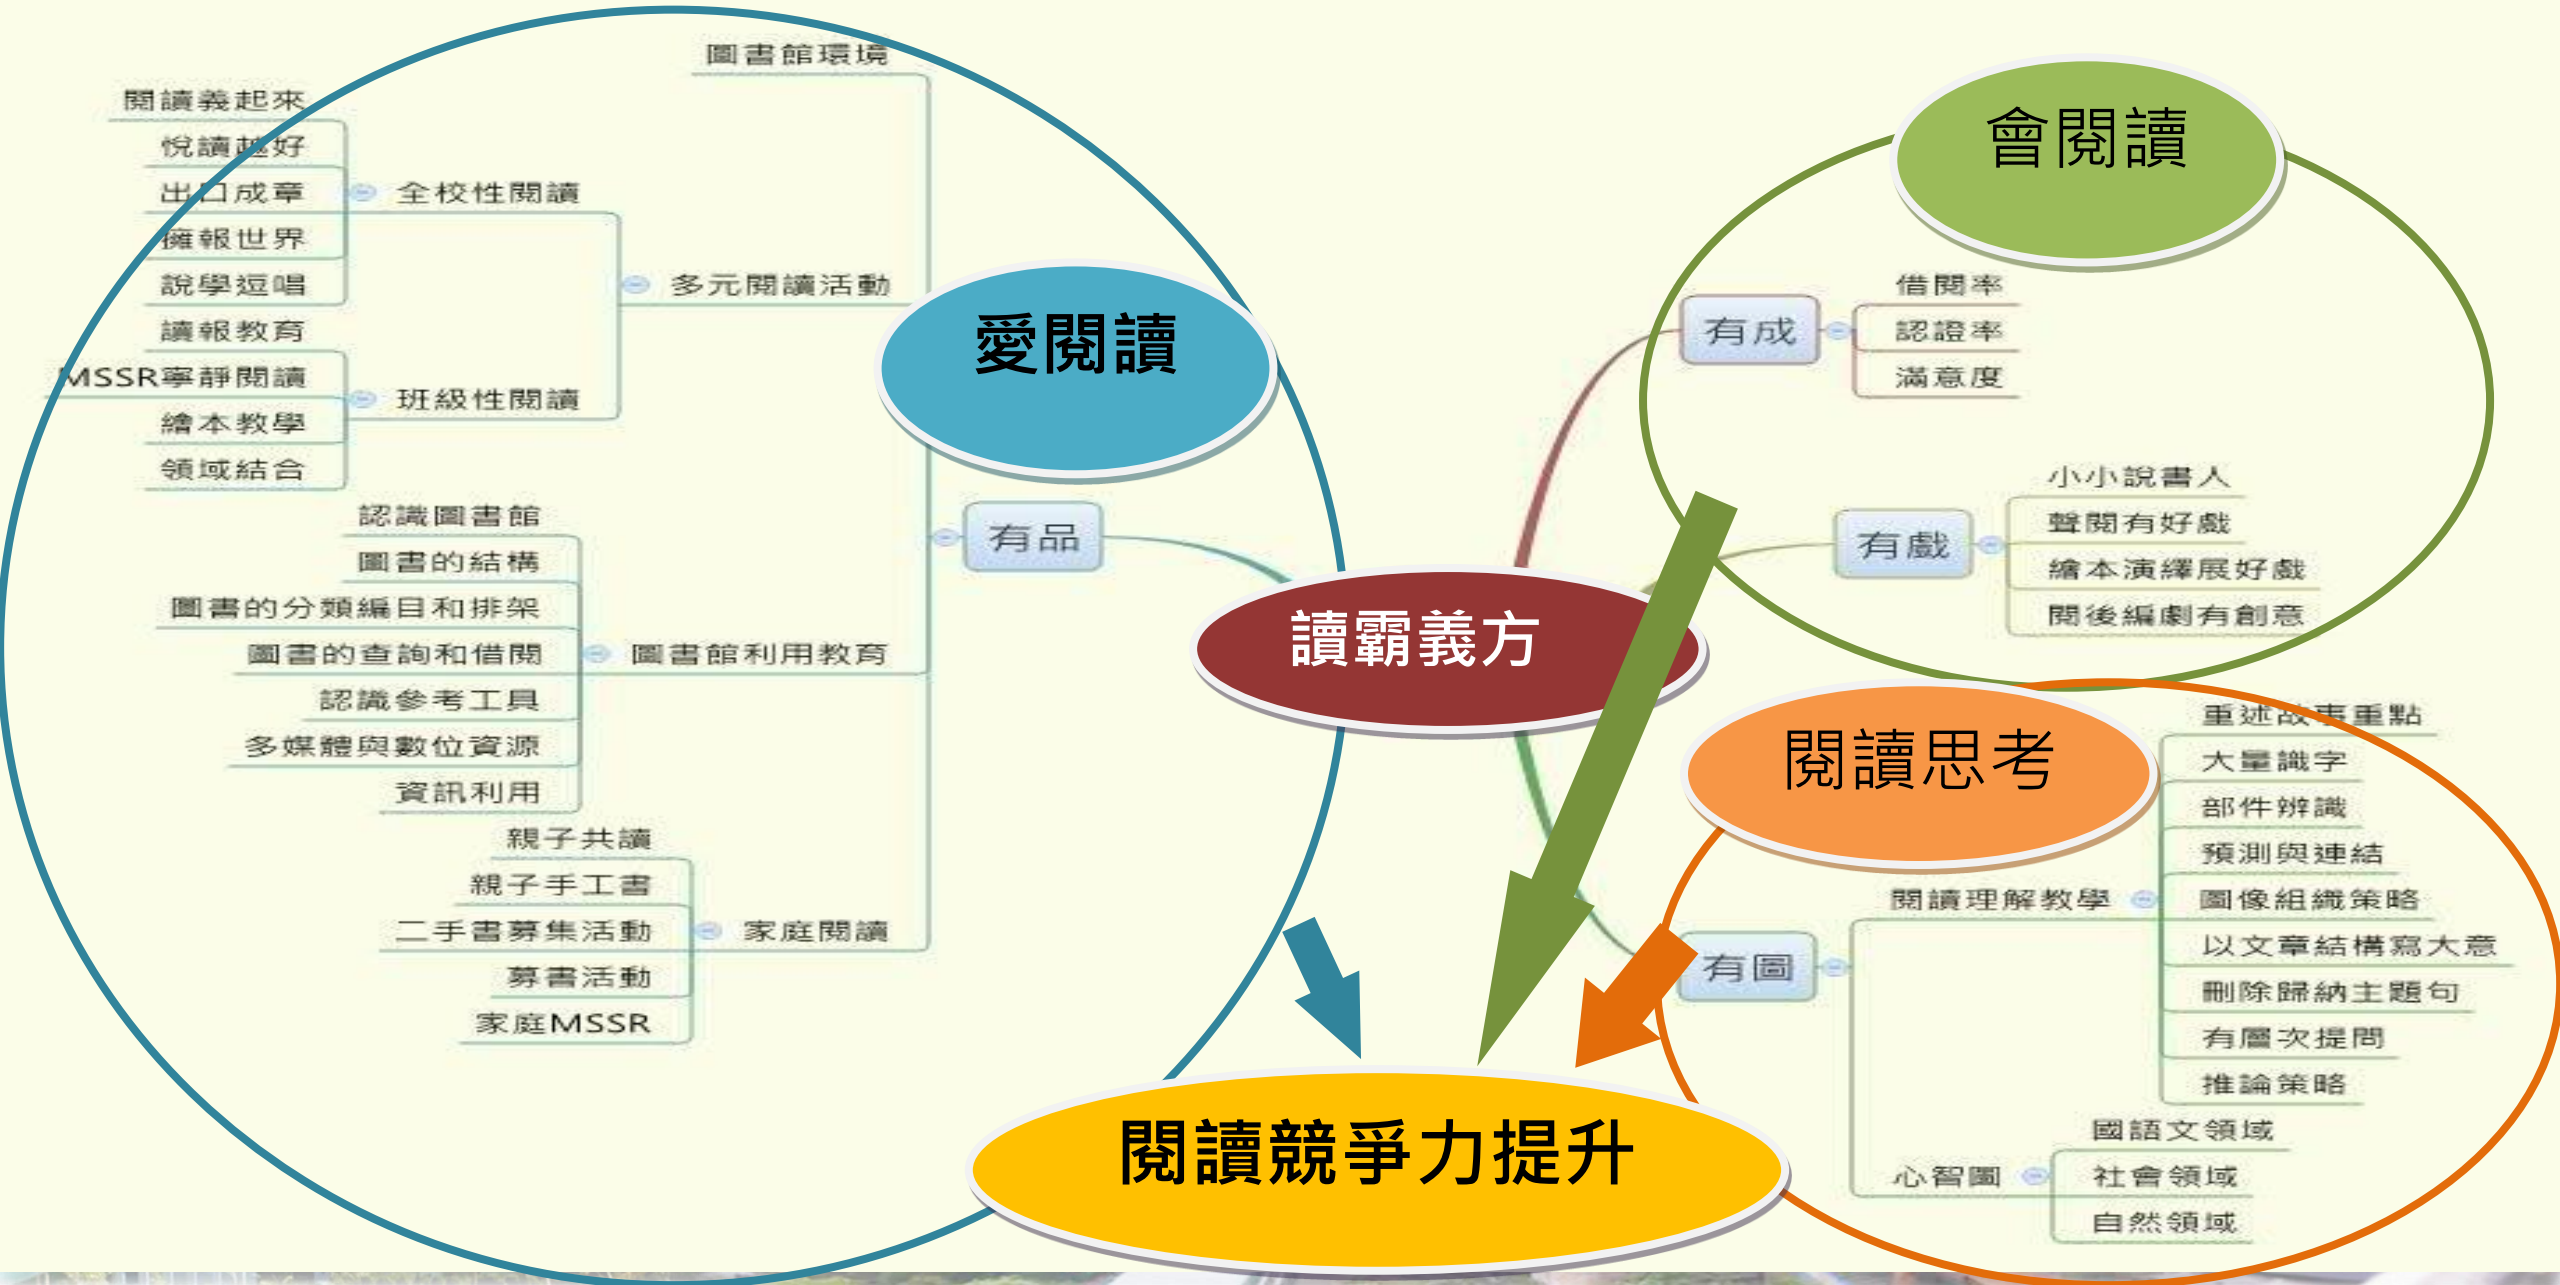 圖書館環境
閱讀義起來
悅讀越好
出口成章
擁報世界
說學逗唱
全校性閱讀
讀報教育
MSSR寧靜閱讀
繪本教學
領域結合
班級性閱讀
多元閱讀活動
認識圖書館
圖書的結構
圖書的分類編目和排架
圖書的查詢和借閱
認識參考工具
多媒體與數位資源
資訊利用
圖書館利用教育
親子共讀
親子手工書
二手書募集活動
募書活動
家庭MSSR
家庭閱讀
愛閱讀
有品
讀霸義方
會閱讀
有成
借閱率
認證率
滿意度
有戲
小小說書人
聲閱有好戲
繪本演繹展好戲
閱後編劇有創意
閱讀思考
有圖
閱讀理解教學
重述故事重點
大量識字
部件辨識
預測與連結
圖像組織策略
以文章結構寫大意
刪除歸納主題句
有層次提問
推論策略
心智圖
國語文領域
社會領域
自然領域
閱讀競爭力提升